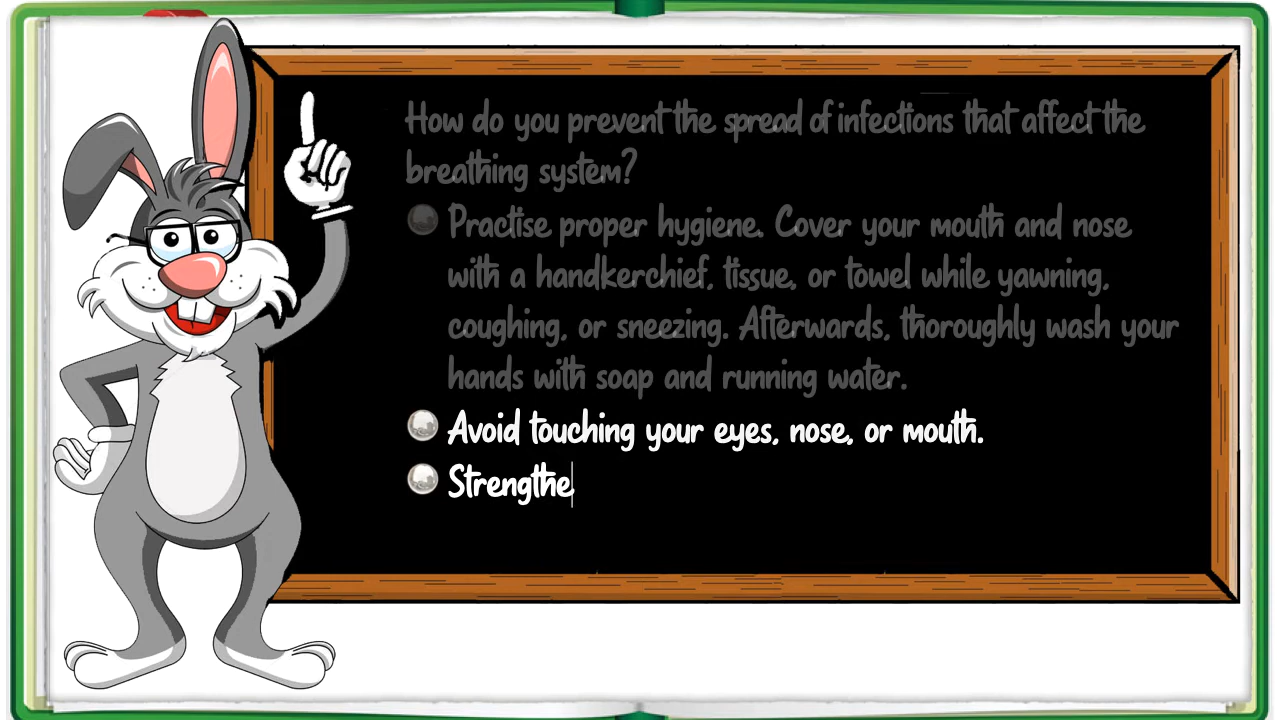 How do you prevent the spread of infections that affect the
breathing system?
Practise proper hygiene. Cover your mouth and nose
with a handkerchief, tissue, or towel while yawning,
coughing, or sneezing. Afterwards, thoroughly wash your
hands with soap and running water.
Avoid touching your eyes, nose, or mouth.
Strengthe